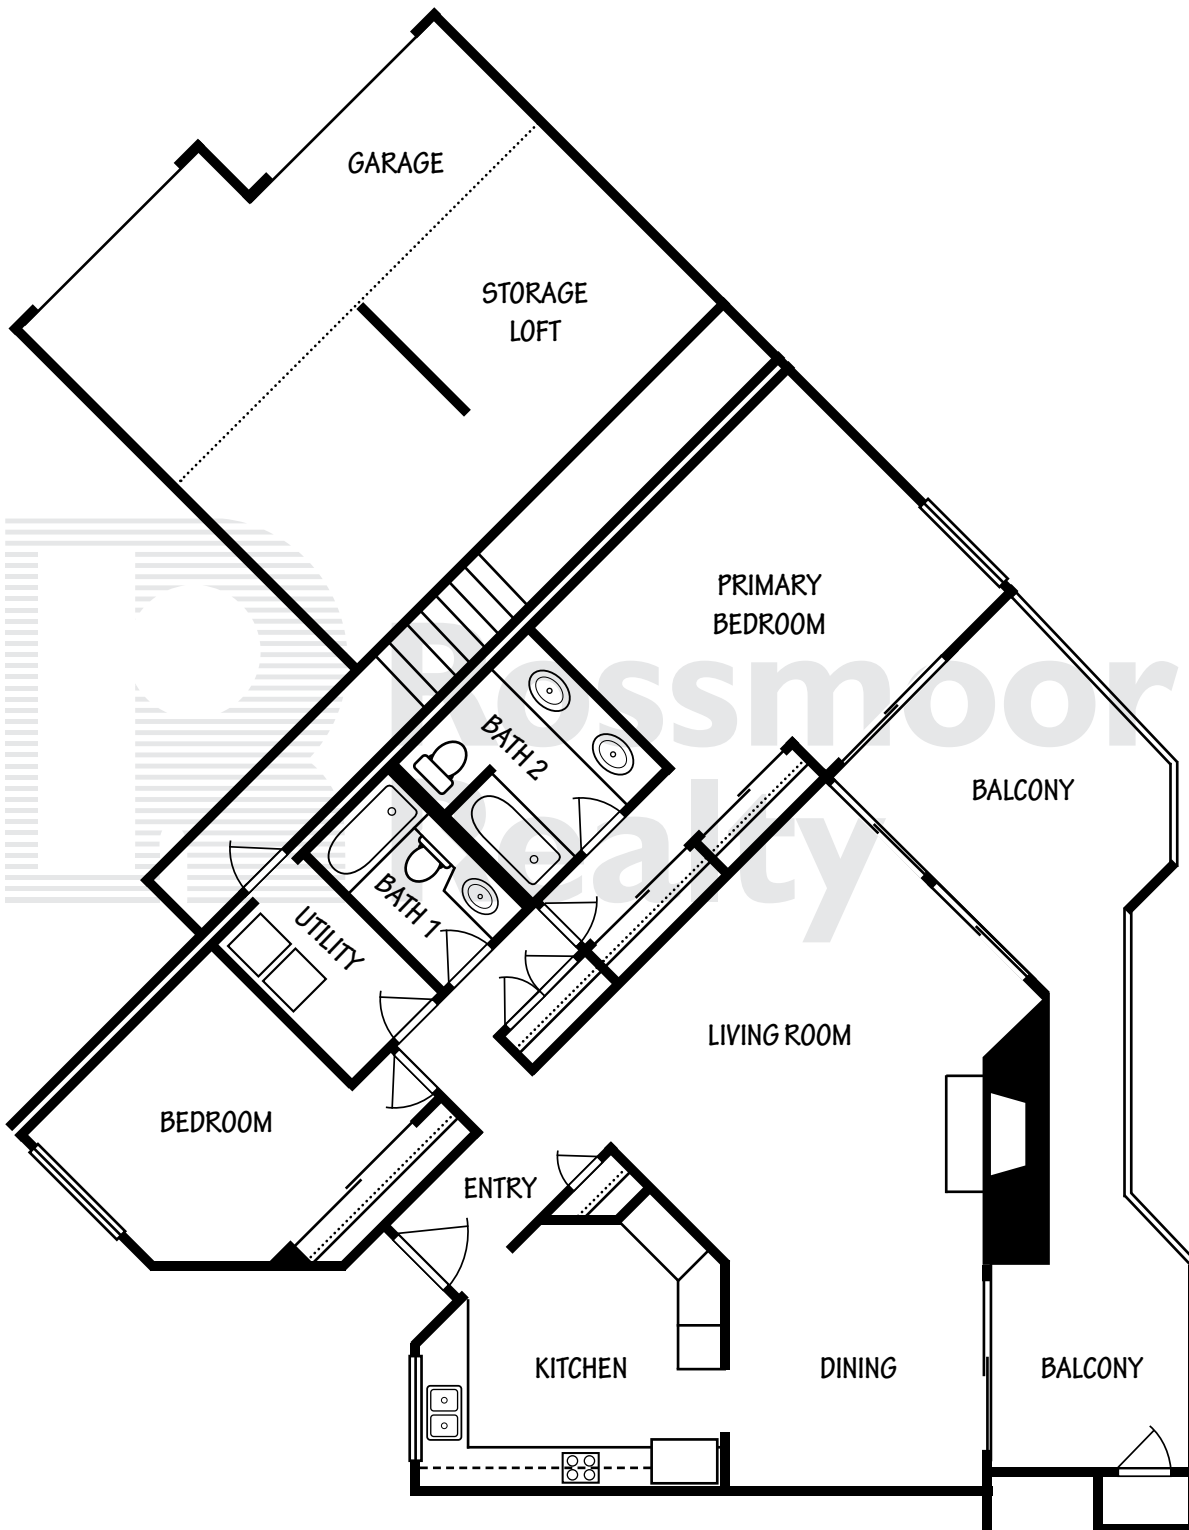 GARAGE
STORAGE
LOFT
PRIMARY
BEDROOM
Rossmoor
Realty
BATH 2
BALCONY
BATH 1
UTILITY
LIVING ROOM
BEDROOM
ENTRY
KITCHEN
DINING
BALCONY